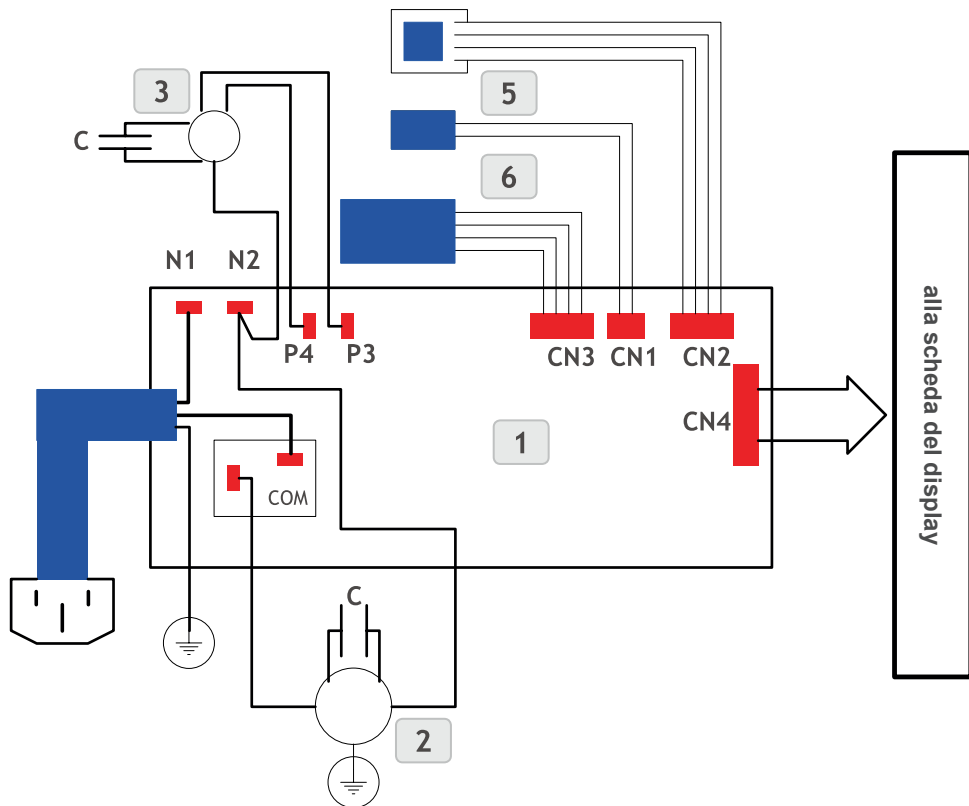 3
5
C
6
N1
N2
P4
P3
CN3
CN1
CN2
CN4
1
COM
C
2
alla scheda del display